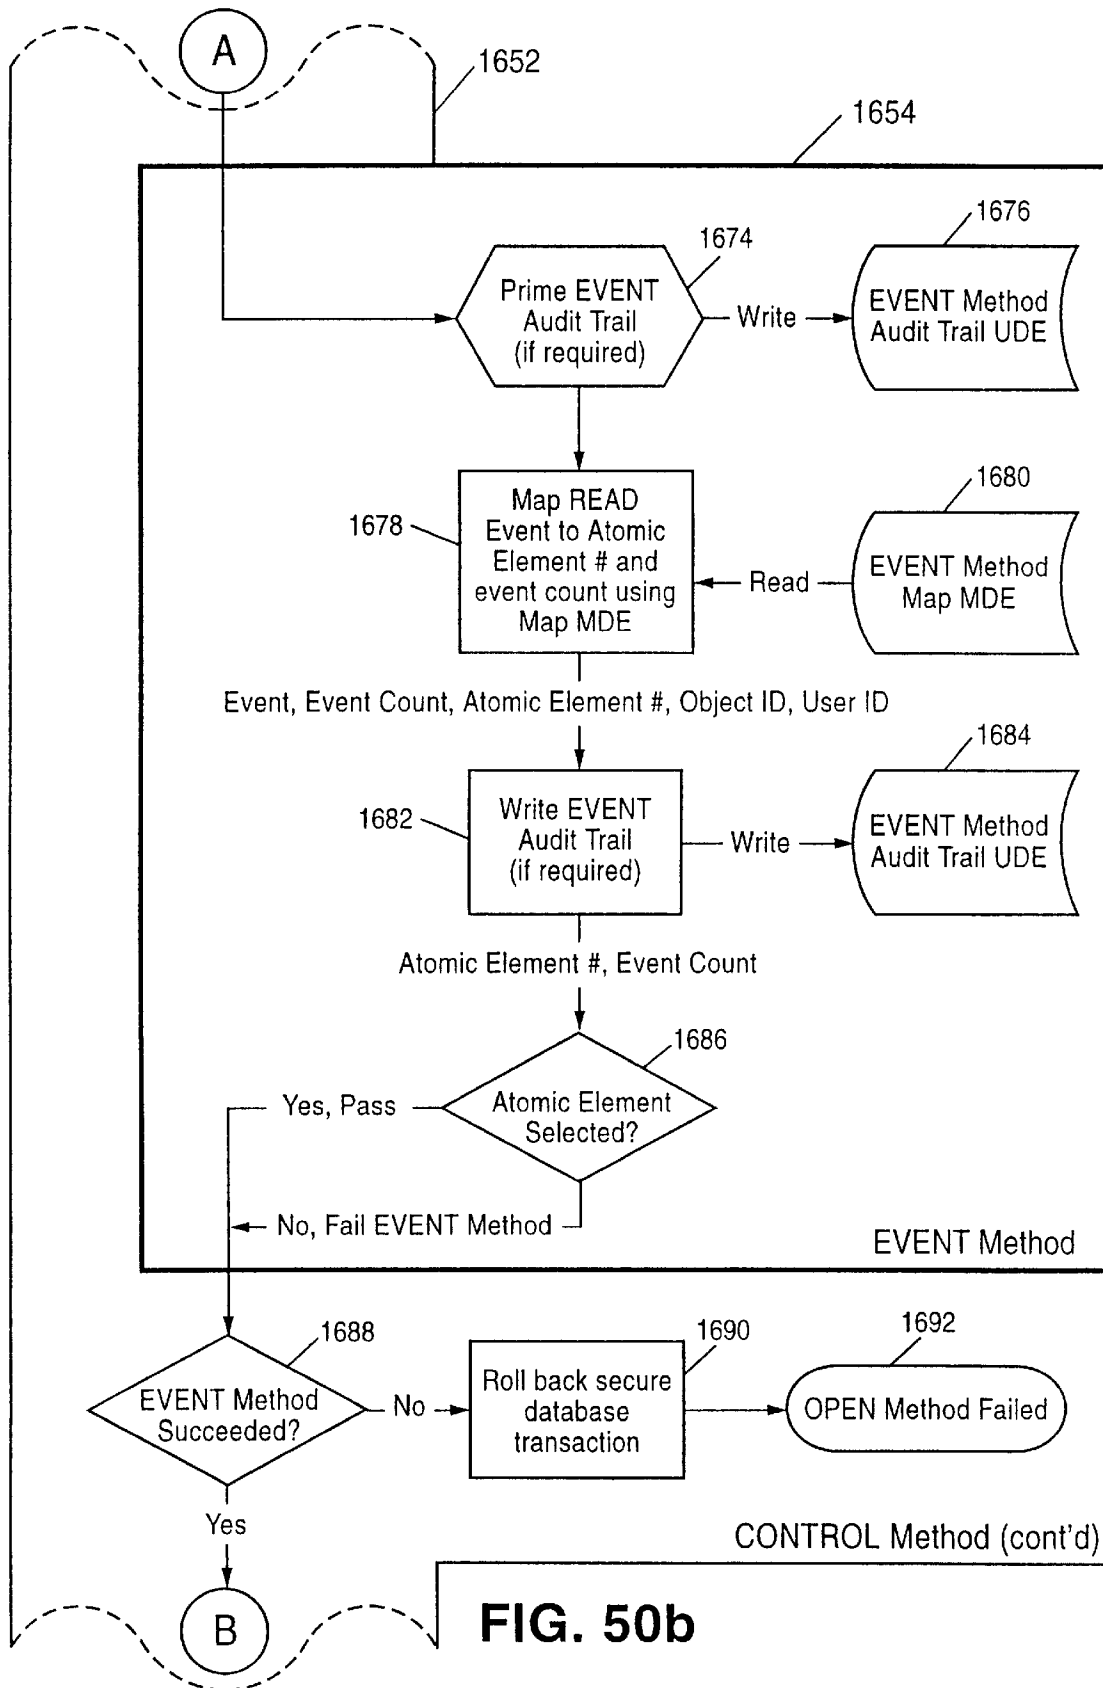 A
1652
1654
1674
1676
Prime EVENT
Audit Trail
(if required)
Write
EVENT Method
Audit Trail UDE
1678
1680
Map READ
Event to Atomic
Element # and
event count using
Map MDE
Read
EVENT Method
Map MDE
Event, Event Count, Atomic Element #, Object ID, User ID
1682
1684
Write EVENT
Audit Trail
(if required)
Write
EVENT Method
Audit Trail UDE
Atomic Element #, Event Count
1686
Atomic Element
Selected?
Yes, Pass
No, Fail EVENT Method
EVENT Method
1688
EVENT Method
Succeeded?
No
1690
Roll back secure
database
transaction
1692
OPEN Method Failed
Yes
CONTROL Method (cont'd)
B
FIG. 50b